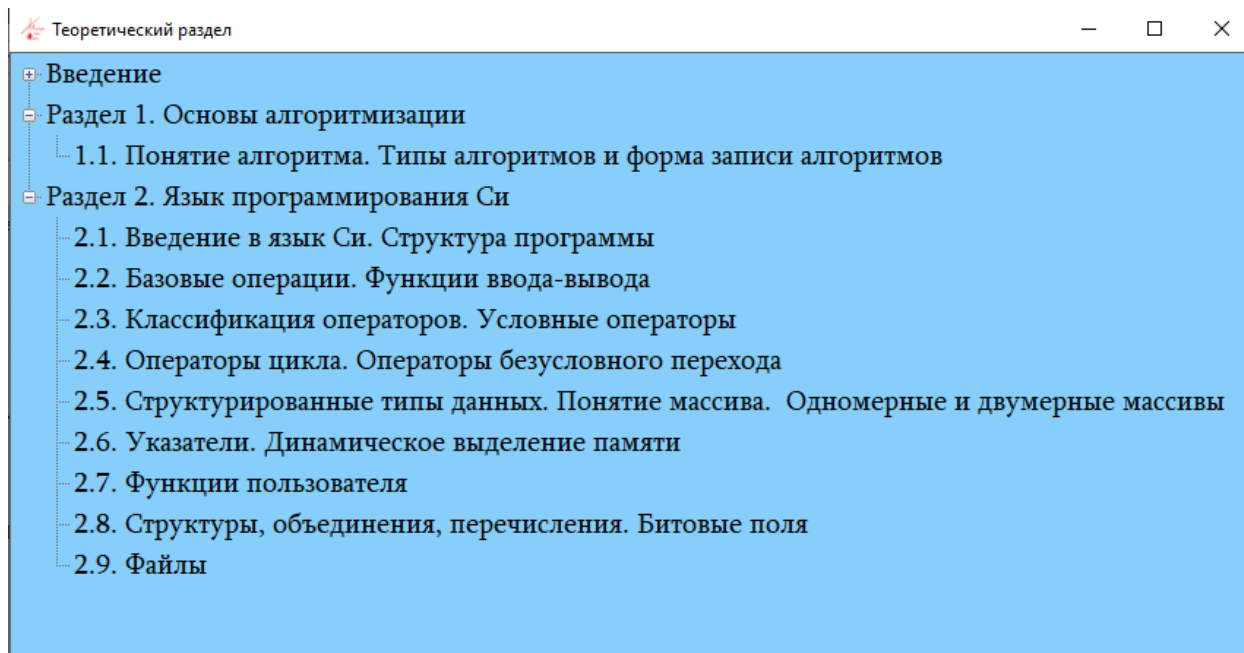 Теоретический раздел
Введение
Раздел 1. Основы алгоритмизации
1.1. Понятие алгоритма. Типы алгоритмов и форма записи алгоритмов
Раздел 2. Язык программирования Си
2.1. Введение в язык Си. Структура программы
2.2. Базовые операции. Функции ввода-вывода
2.3. Классификация операторов. Условные операторы
2.4. Операторы цикла. Операторы безусловного перехода
2.5. Структурированные типы данных. Понятие массива.  Одномерные и двумерные массивы
2.6. Указатели. Динамическое выделение памяти
2.7. Функции пользователя
2.8. Структуры, объединения, перечисления. Битовые поля
2.9. Файлы